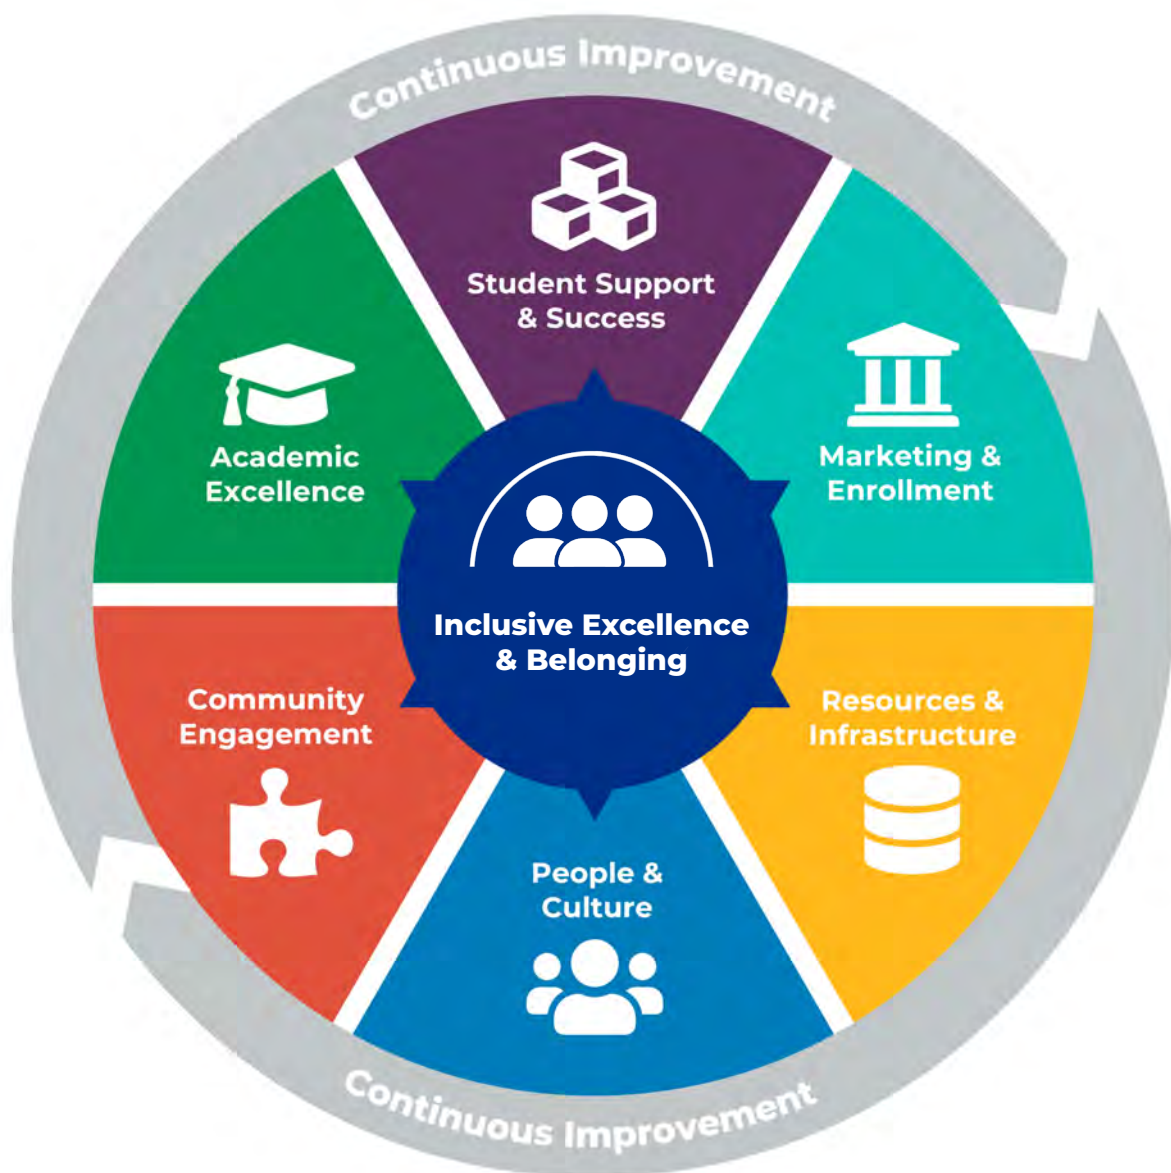 Continuous Improvement
Student Support
& Success
Academic
Excellence
Marketing &
Enrollment
Inclusive Excellence
& Belonging
Community
Engagement
Resources &
Infrastructure
People &
Culture
Continuous Improvement